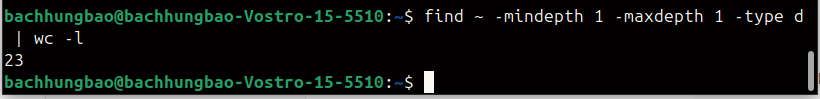 bachhungbao@bachhungbao-Vostro-15-5510:~$ find ~ -mindepth 1 -maxdepth 1 -type d
| wc -l
23
bachhungbao@bachhungbao-Vostro-15-5510:~$